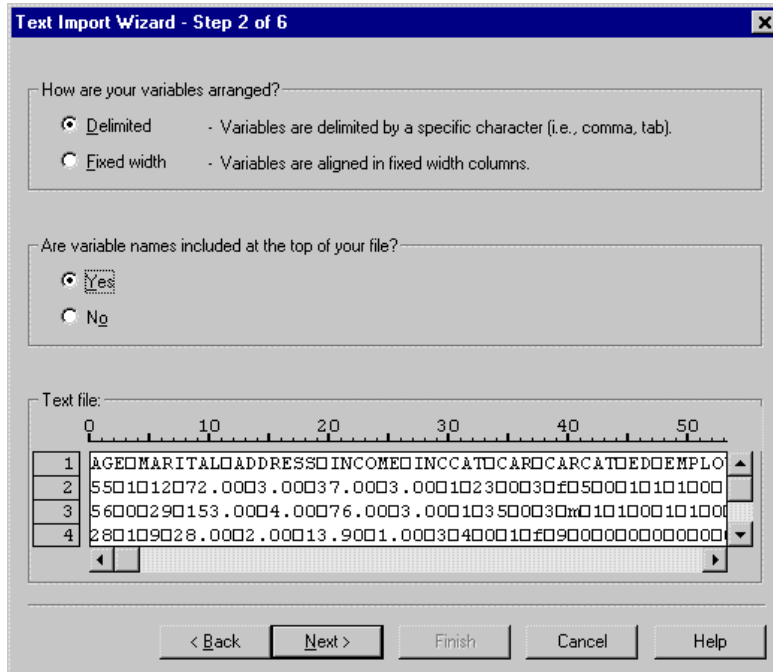 Text Import Wizard - Step 2 of 6
How are your variables arranged?
Delimited - Variables are delimited by a specific character (i.e., comma, tab).
Fixed width - Variables are aligned in fixed width columns.
Are variable names included at the top of your file?
Yes
No
Text file:
0 10 20 30 40 50
1 AGE□MARITAL□ADDRESS□INCOME□INCCAT□CAR□CARCAT□ED□EMPLO
2 55□1□12□72.00□3.00□37.00□3.00□1□23□0□3□f□5□0□1□1□1□0□
3 56□0□29□153.00□4.00□76.00□3.00□1□35□0□3□m□1□1□0□1□1□0□
4 28□1□9□28.00□2.00□13.90□1.00□3□4□0□1□f□9□0□0□0□0□0□0□
< Back Next > Finish Cancel Help